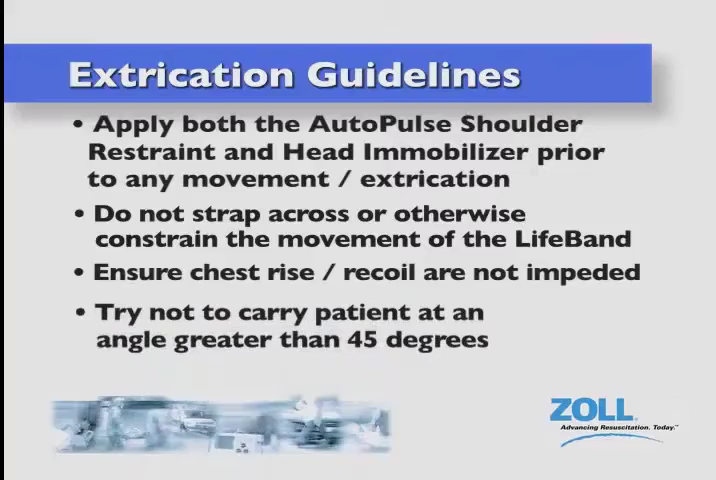 Extrication Guidelines
• Apply both the AutoPulse Shoulder
Restraint and Head Immobilizer prior
to any movement / extrication
• Do not strap across or otherwise
constrain the movement of the LifeBand
• Ensure chest rise / recoil are not impeded
• Try not to carry patient at an
angle greater than 45 degrees
ZOLL
Advancing Resuscitation. Today.™